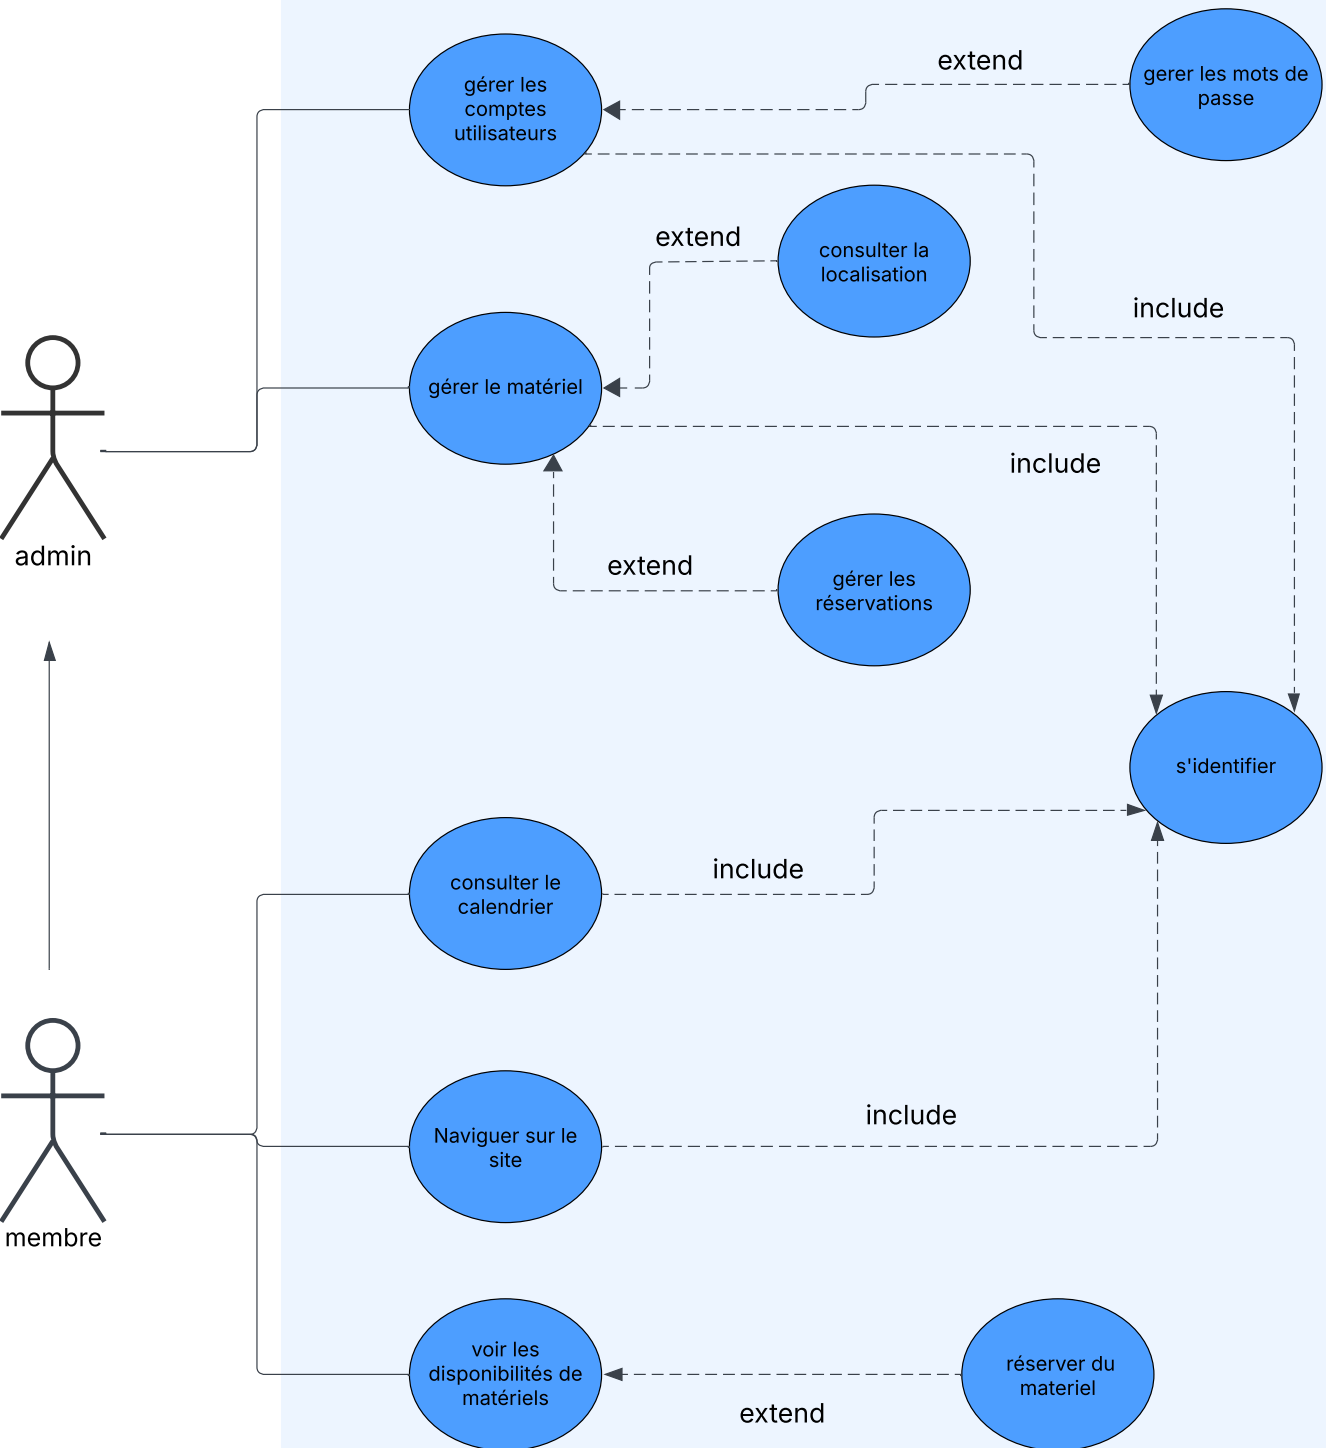 extend
gerer les mots de
passe
gérer les
comptes
utilisateurs
extend
consulter la
localisation
include
gérer le matériel
include
admin
extend
gérer les
réservations
s'identifier
include
consulter le
calendrier
include
Naviguer sur le
site
membre
voir les
disponibilités de
matériels
réserver du
materiel
extend